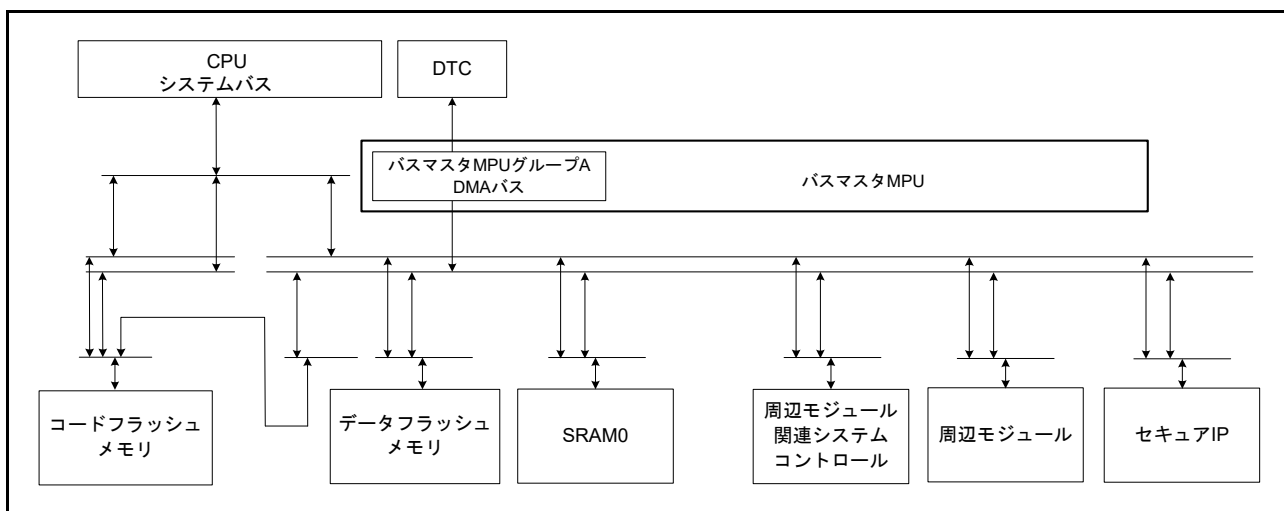 CPU
システムバス
DTC
バスマスタMPUグループA
DMAバス
バスマスタMPU
コードフラッシュ
メモリ
データフラッシュ
メモリ
SRAM0
周辺モジュール
関連システム
コントロール
周辺モジュール
セキュアIP